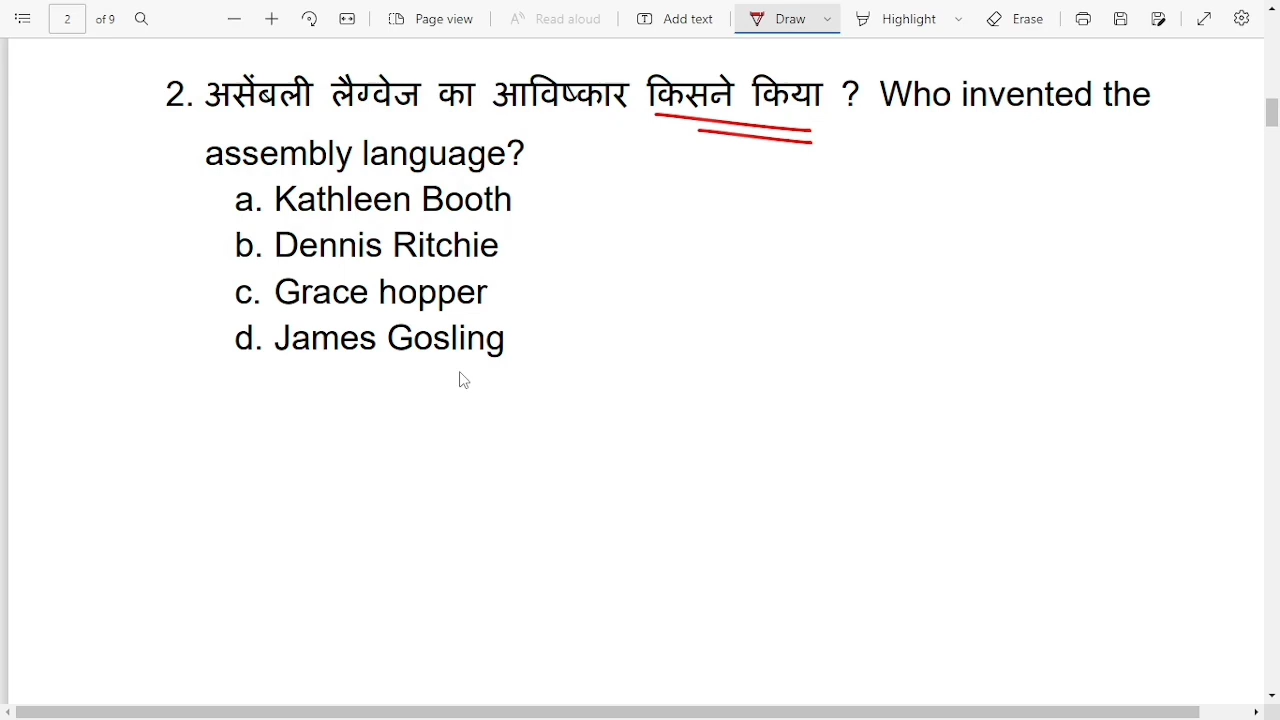 2 of 9 Page view Read aloud Add text Draw Highlight Erase
2. असेंबली लैग्वेज का आविष्कार किसने किया ? Who invented the
assembly language?
a. Kathleen Booth
b. Dennis Ritchie
c. Grace hopper
d. James Gosling